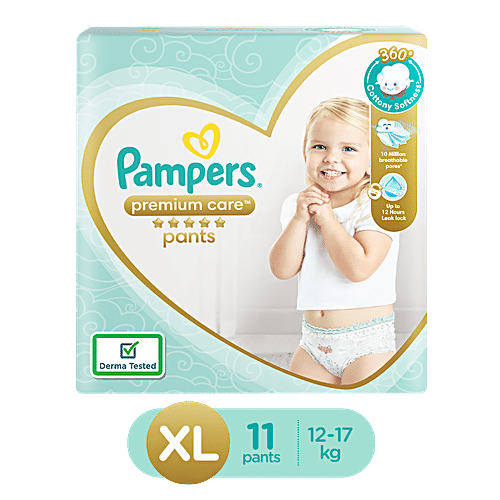 360°
Cottony Softness*
Pampers®
premium care™
pants
10 Million
breathable
pores*
Up to
12 Hours
Leak lock
Derma Tested
XL
11
pants
12-17
kg